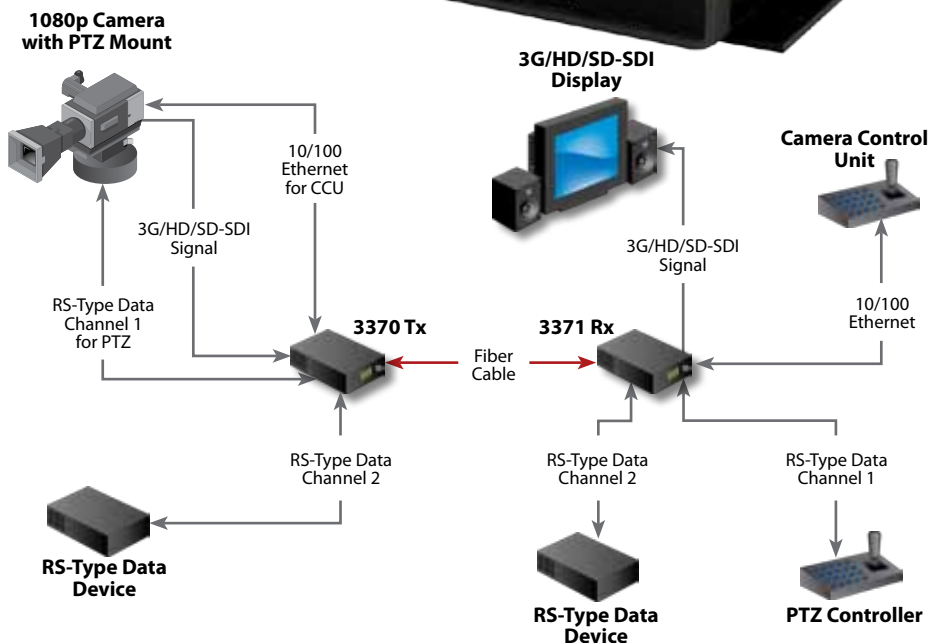 1080p Camera
with PTZ Mount
3G/HD/SD-SDI
Display
Camera Control
Unit
10/100
Ethernet
for CCU
3G/HD/SD-SDI
Signal
3G/HD/SD-SDI
Signal
RS-Type Data
Channel 1
for PTZ
10/100
Ethernet
3370 Tx
Fiber
Cable
3371 Rx
RS-Type Data
Channel 2
RS-Type Data
Channel 2
RS-Type Data
Channel 1
RS-Type Data
Device
RS-Type Data
Device
PTZ Controller